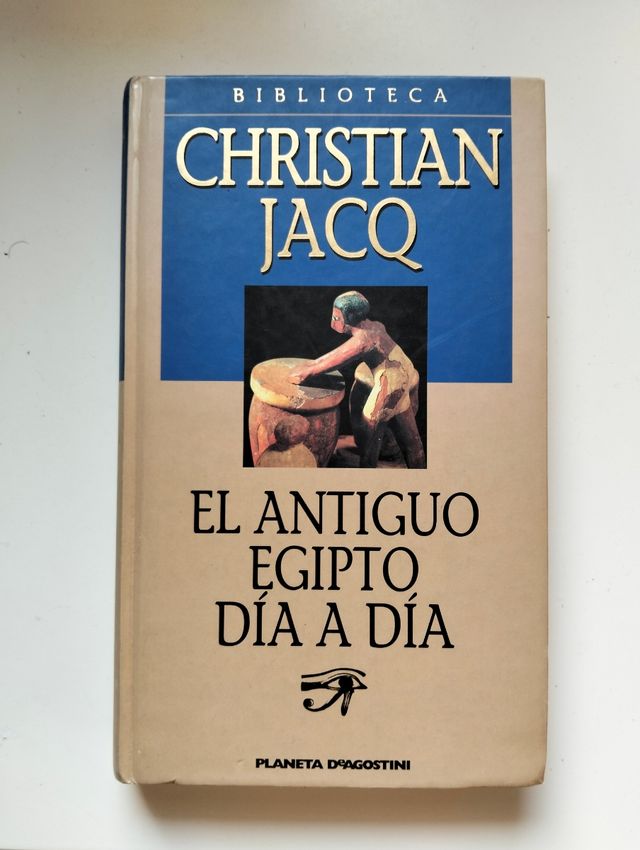 BIBLIOTECA
CHRISTIAN
JACQ
EL ANTIGUO
EGIPTO
DÍA A DÍA
PLANETA DeAGOSTINI